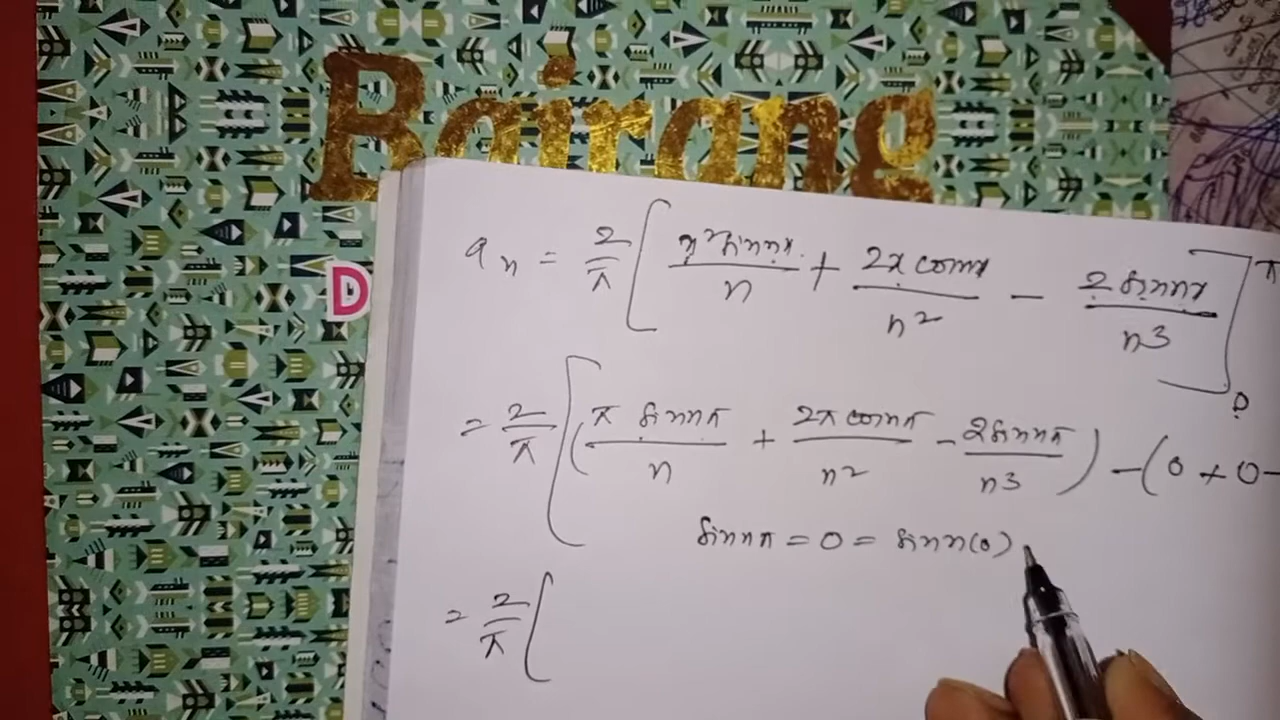 Bairang
D
aₙ = 2/π [ x² sin nx / n + 2x cos nx / n² - 2 sin nx / n3 ] π 0
= 2/π [ ( π sin nπ / n + 2π cos nπ / n2 - 2 sin nπ / n3 ) - ( 0 + 0 -
sin nπ = 0 = sin n(0)
= 2/π [